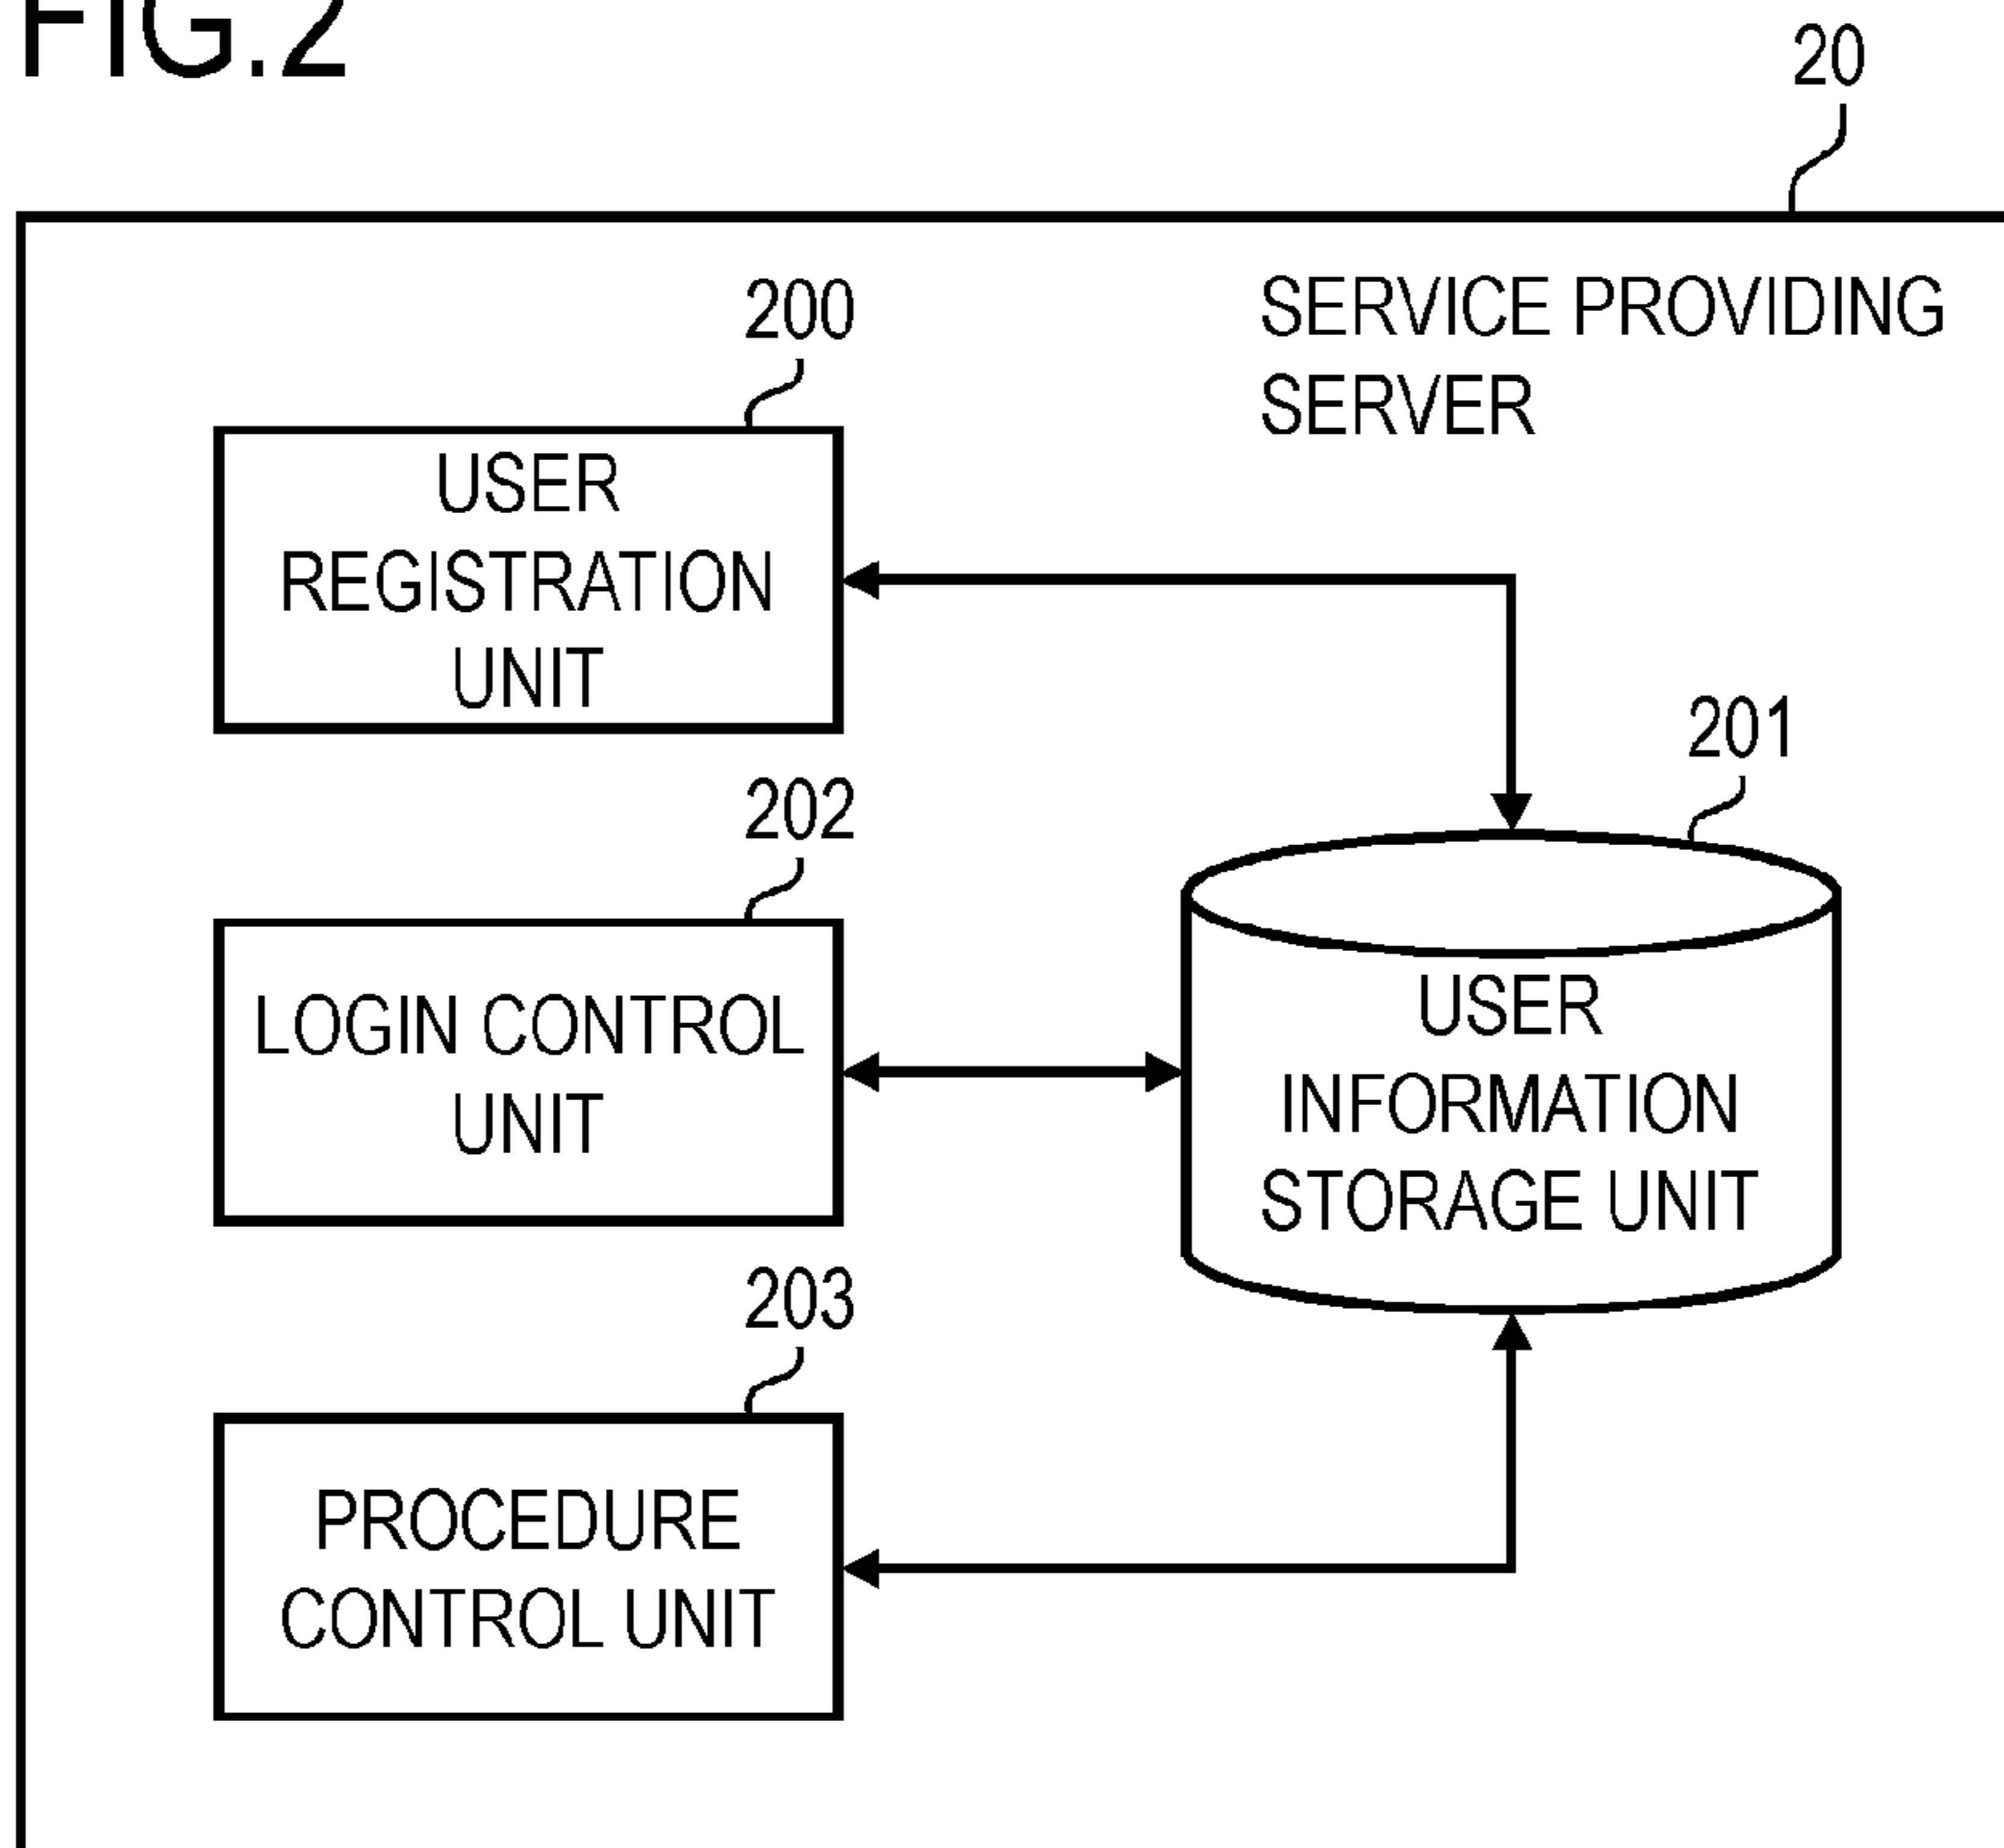 FIG.2
20
SERVICE PROVIDING
SERVER
200
USER
REGISTRATION
UNIT
201
USER
INFORMATION
STORAGE UNIT
202
LOGIN CONTROL
UNIT
203
PROCEDURE
CONTROL UNIT